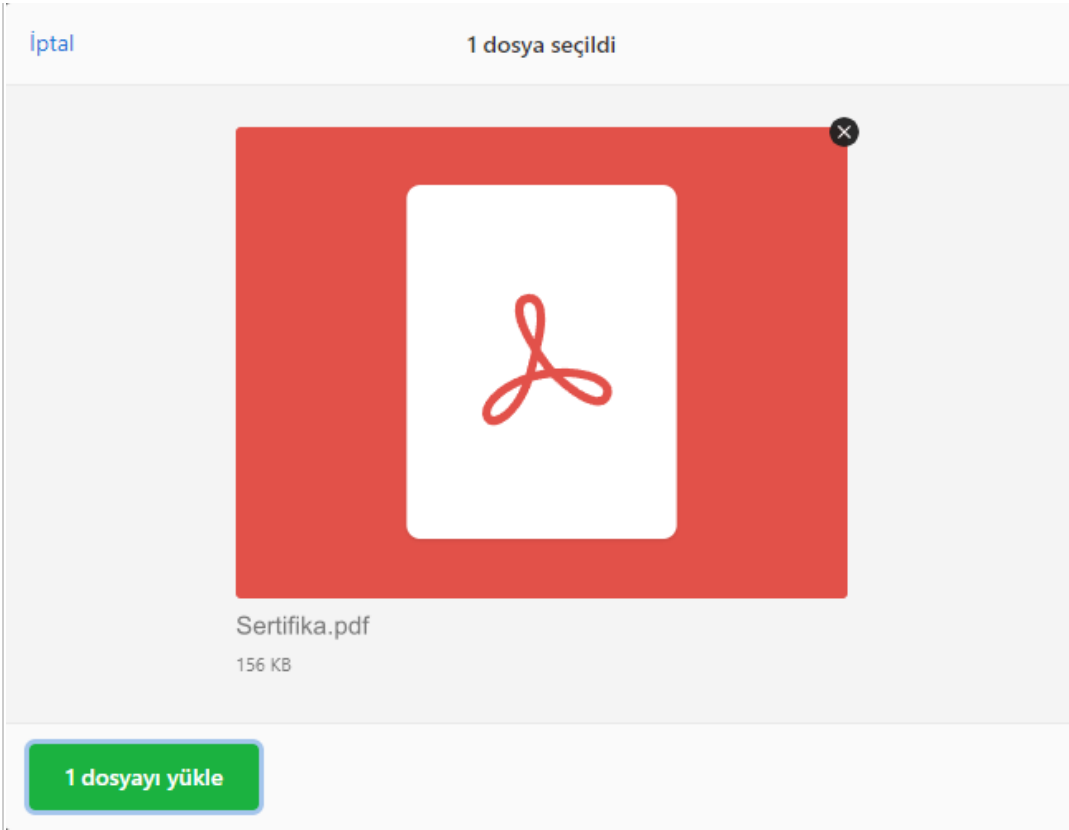 İptal
1 dosya seçildi
Sertifika.pdf
156 KB
1 dosyayı yükle